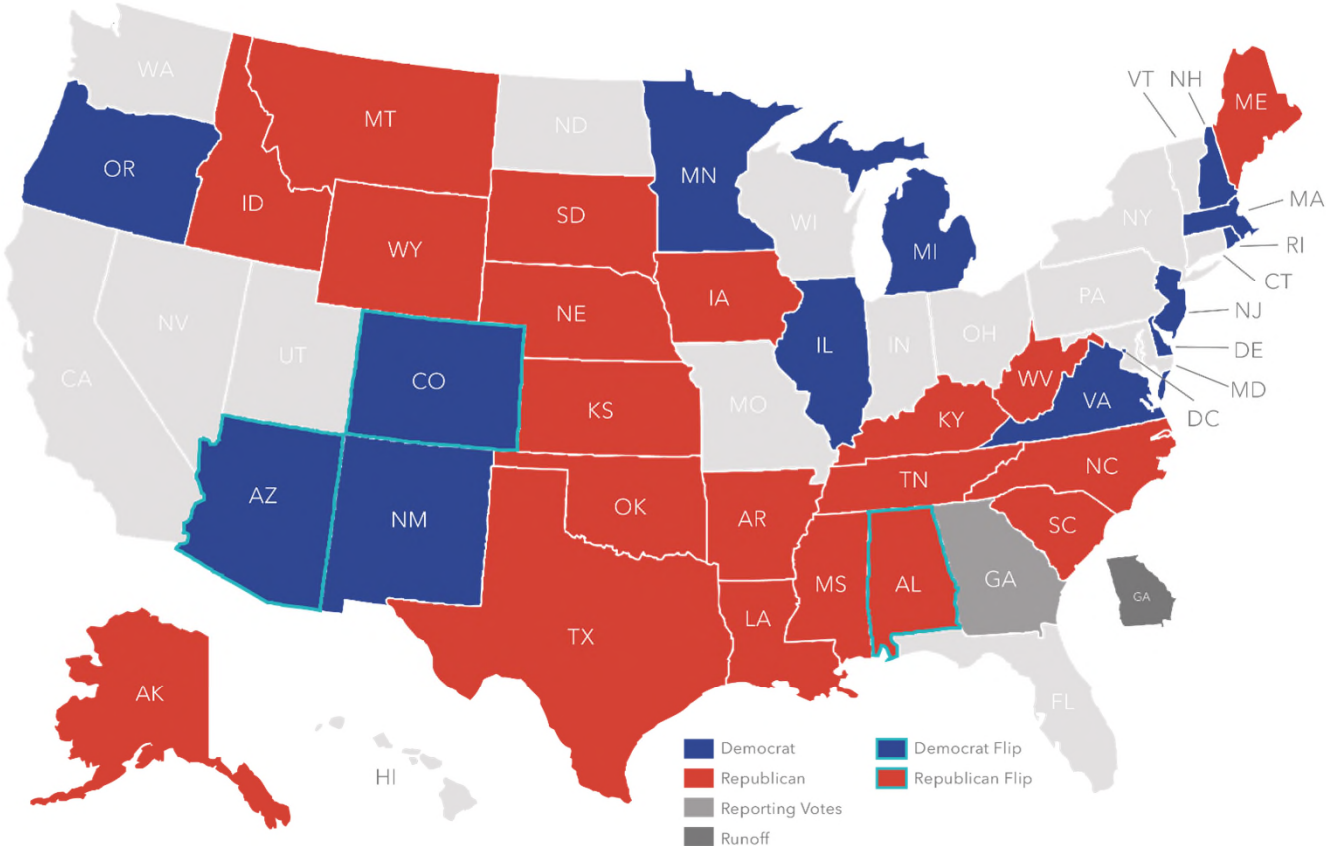 WA
MT
ND
OR
ID
WY
SD
MN
WI
MI
VT
NH
ME
NY
MA
RI
CT
NJ
DE
MD
DC
PA
NV
UT
CA
CO
NE
IA
IL
IN
OH
WV
VA
KS
MO
KY
NC
TN
SC
AZ
NM
OK
AR
TX
LA
MS
AL
GA
GA
FL
AK
HI
Democrat
Republican
Reporting Votes
Runoff
Democrat Flip
Republican Flip